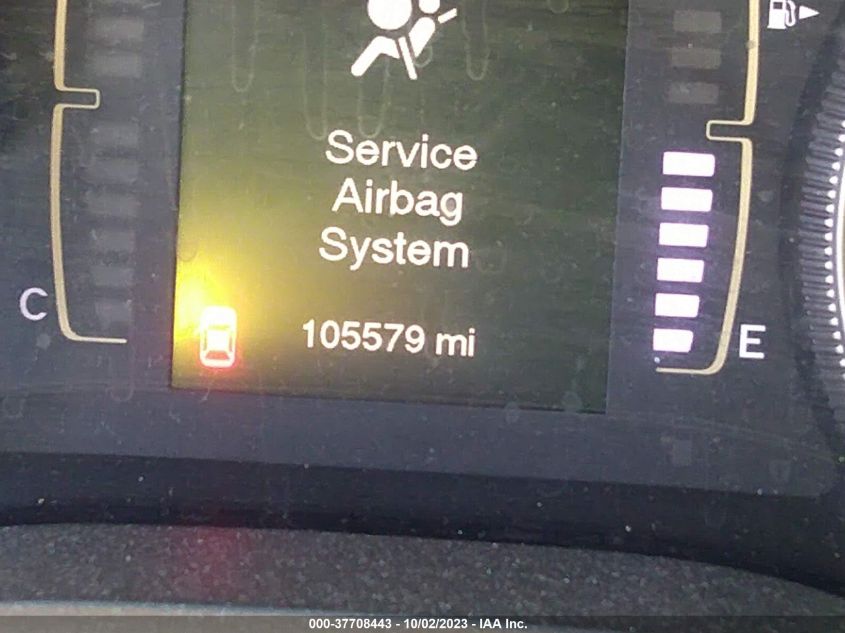 Service
Airbag
System
C
105579 mi
E
000-37708443 - 10/02/2023 - IAA Inc.